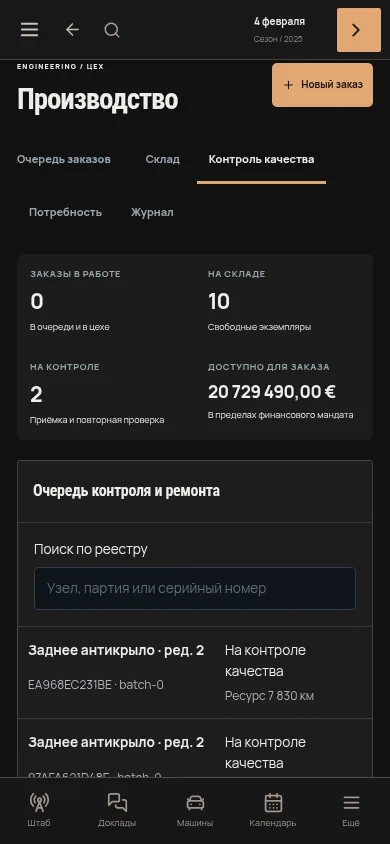 4 февраля
Сезон / 2025
ENGINEERING / ЦЕХ
Производство
Новый заказ
Очередь заказов
Склад
Контроль качества
Потребность
Журнал
ЗАКАЗЫ В РАБОТЕ
0
В очереди и в цехе
НА СКЛАДЕ
10
Свободные экземпляры
НА КОНТРОЛЕ
2
Приёмка и повторная проверка
ДОСТУПНО ДЛЯ ЗАКАЗА
20 729 490,00 €
В пределах финансового мандата
Очередь контроля и ремонта
Поиск по реестру
Узел, партия или серийный номер
Заднее антикрыло · ред. 2
EA968EC231BE · batch-0
На контроле
качества
Ресурс 7 830 км
Заднее антикрыло · ред. 2
batch-0
На контроле
качества
Штаб
Доклады
Машины
Календарь
Ещё